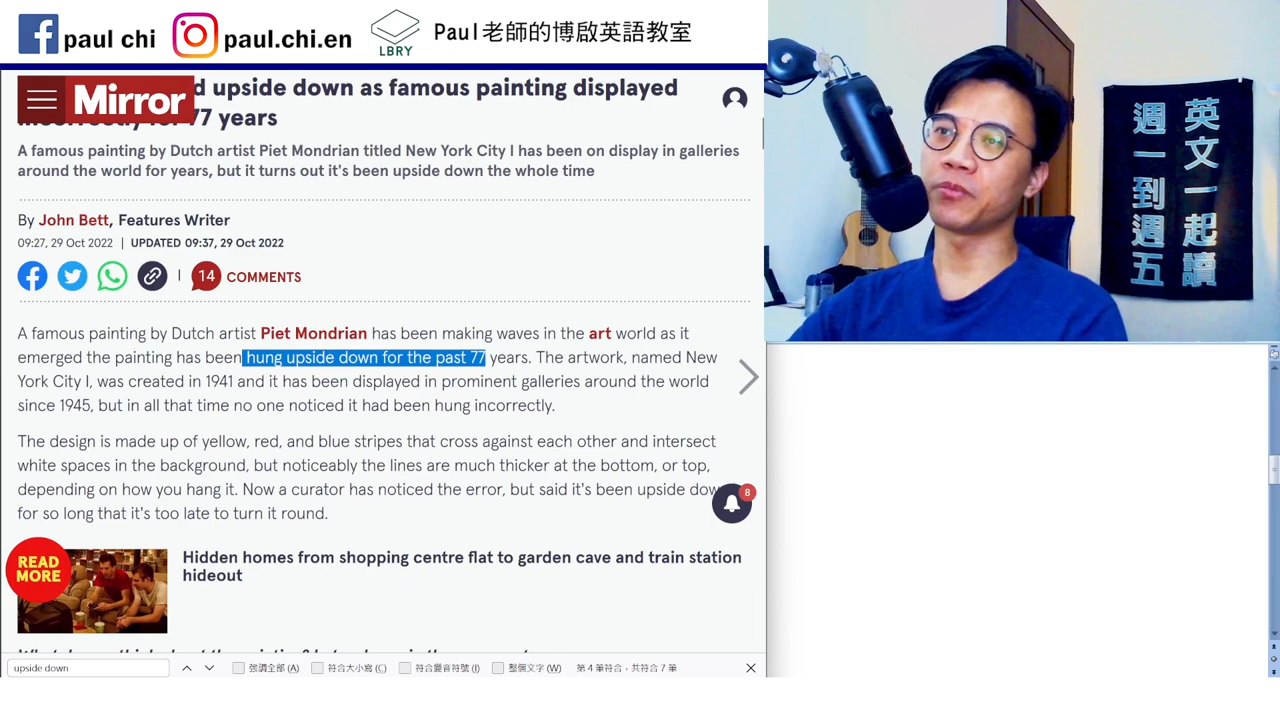 paul chi
paul.chi.en
LBRY
Paul老師的博啟英語教室
Mirror
d upside down as famous painting displayed
incorrectly for 77 years
A famous painting by Dutch artist Piet Mondrian titled New York City I has been on display in galleries
around the world for years, but it turns out it's been upside down the whole time
By John Bett, Features Writer
09:27, 29 Oct 2022 | UPDATED 09:37, 29 Oct 2022
14 COMMENTS
A famous painting by Dutch artist Piet Mondrian has been making waves in the art world as it
emerged the painting has been hung upside down for the past 77 years. The artwork, named New
York City I, was created in 1941 and it has been displayed in prominent galleries around the world
since 1945, but in all that time no one noticed it had been hung incorrectly.
The design is made up of yellow, red, and blue stripes that cross against each other and intersect
white spaces in the background, but noticeably the lines are much thicker at the bottom, or top,
depending on how you hang it. Now a curator has noticed the error, but said it's been upside dow
for so long that it's too late to turn it round.
8
READ
MORE
Hidden homes from shopping centre flat to garden cave and train station
hideout
upside down
強調全部 (A)
符合大小寫 (C)
符合變音符號 (I)
整個文字 (W)
第 4 筆符合，共符合 7 筆
英文一起讀
週一到週五